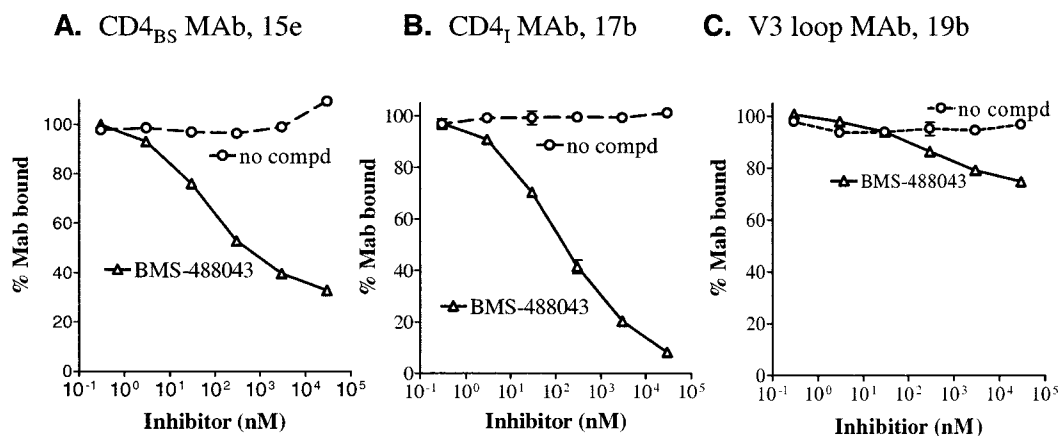 A. CD4BS MAb, 15e
100
80
60
40
20
0
% Mab bound
no compd
BMS-488043
10-1 100 101 102 103 104 105
Inhibitor (nM)
B. CD4I MAb, 17b
100
80
60
40
20
0
% Mab bound
no compd
BMS-488043
10-1 100 101 102 103 104 105
Inhibitor (nM)
C. V3 loop MAb, 19b
100
80
60
40
20
0
% Mab bound
no compd
BMS-488043
10-1 100 101 102 103 104 105
Inhibitior (nM)